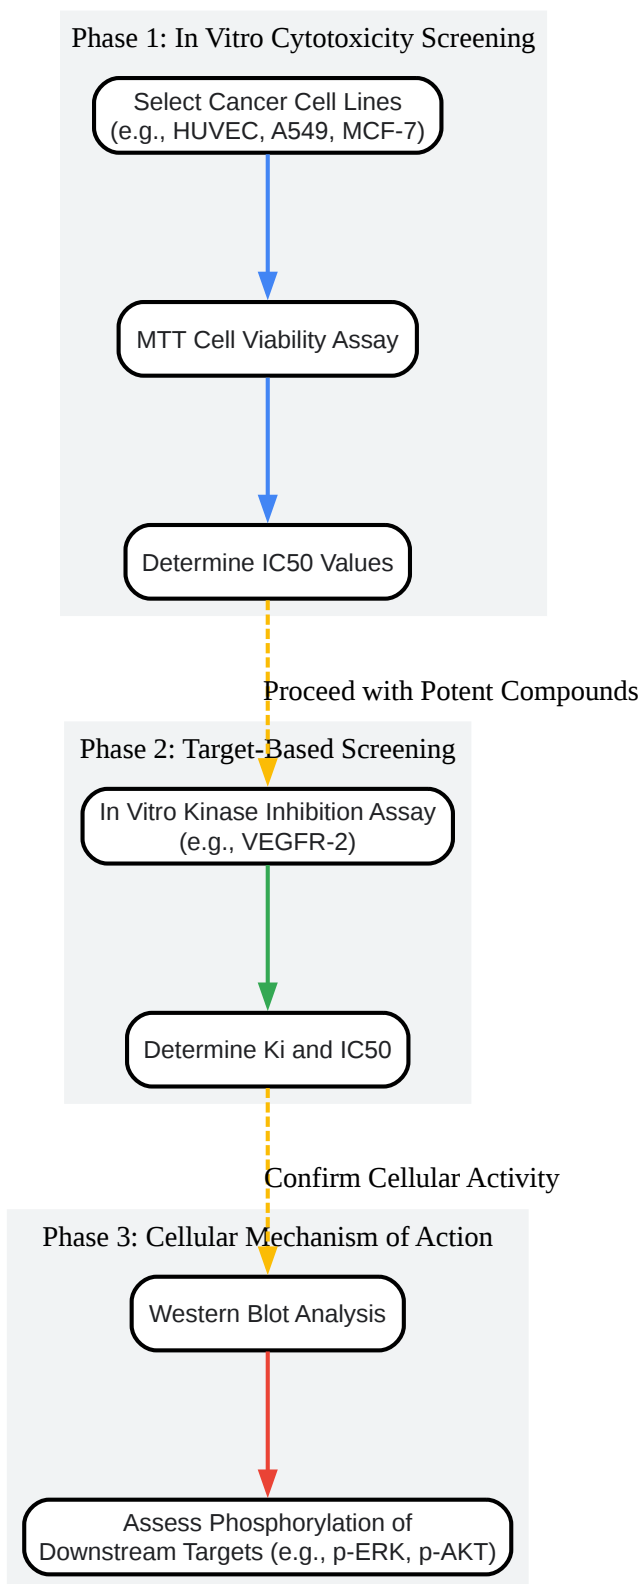 Phase 1: In Vitro Cytotoxicity Screening
Select Cancer Cell Lines
(e.g., HUVEC, A549, MCF-7)
MTT Cell Viability Assay
Determine IC50 Values
Proceed with Potent Compounds
Phase 2: Target-Based Screening
In Vitro Kinase Inhibition Assay
(e.g., VEGFR-2)
Determine Ki and IC50
Confirm Cellular Activity
Phase 3: Cellular Mechanism of Action
Western Blot Analysis
Assess Phosphorylation of
Downstream Targets (e.g., p-ERK, p-AKT)